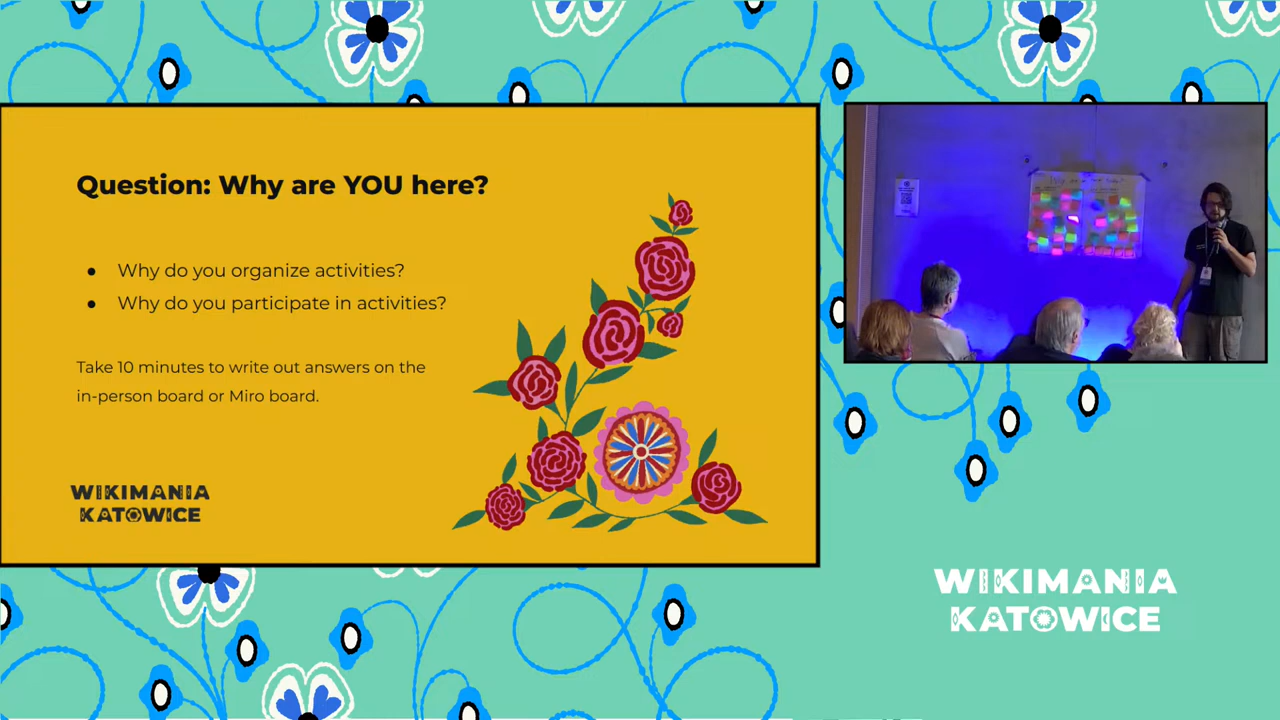 Question: Why are YOU here?
● Why do you organize activities?
● Why do you participate in activities?
Take 10 minutes to write out answers on the
in-person board or Miro board.
WIKIMANIA
KATOWICE
WIKIMANIA
KATOWICE